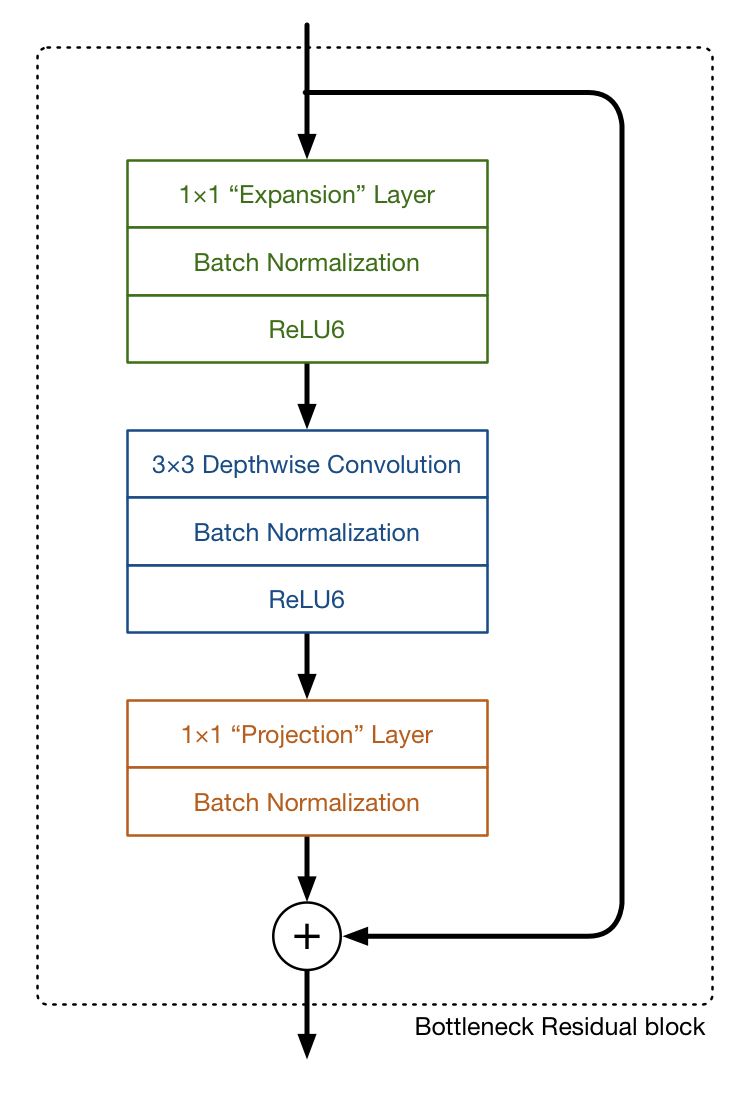 1×1 “Expansion” Layer
Batch Normalization
ReLU6
3×3 Depthwise Convolution
Batch Normalization
ReLU6
1×1 “Projection” Layer
Batch Normalization
+
Bottleneck Residual block